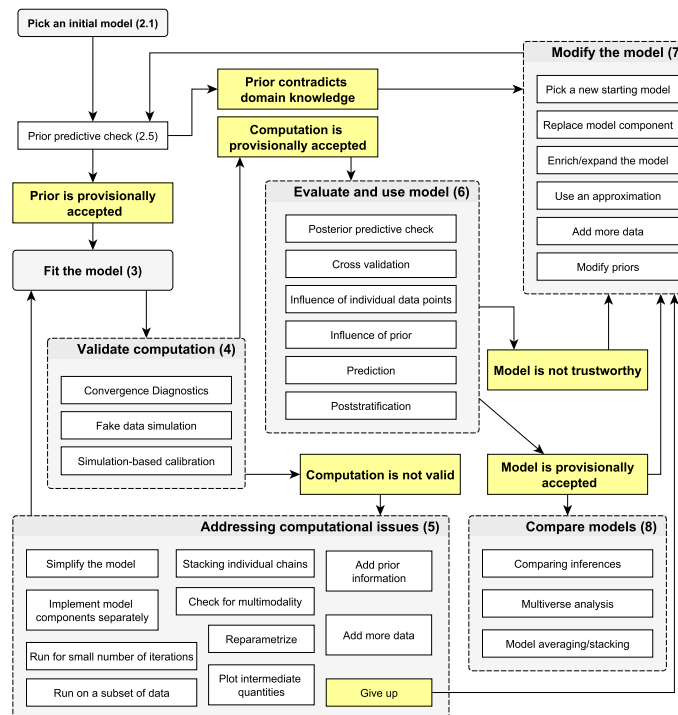 Pick an initial model (2.1)
Prior predictive check (2.5)
Prior is provisionally
accepted
Fit the model (3)
Prior contradicts
domain knowledge
Computation is
provisionally accepted
Validate computation (4)
Convergence Diagnostics
Fake data simulation
Simulation-based calibration
Evaluate and use model (6)
Posterior predictive check
Cross validation
Influence of individual data points
Influence of prior
Prediction
Poststratification
Modify the model (7
Pick a new starting model
Replace model component
Enrich/expand the model
Use an approximation
Add more data
Modify priors
Model is not trustworthy
Computation is not valid
Model is provisionally
accepted
Addressing computational issues (5)
Simplify the model
Implement model
components separately
Run for small number of iterations
Run on a subset of data
Stacking individual chains
Check for multimodality
Reparametrize
Plot intermediate
quantities
Add prior
information
Add more data
Give up
Compare models (8)
Comparing inferences
Multiverse analysis
Model averaging/stacking